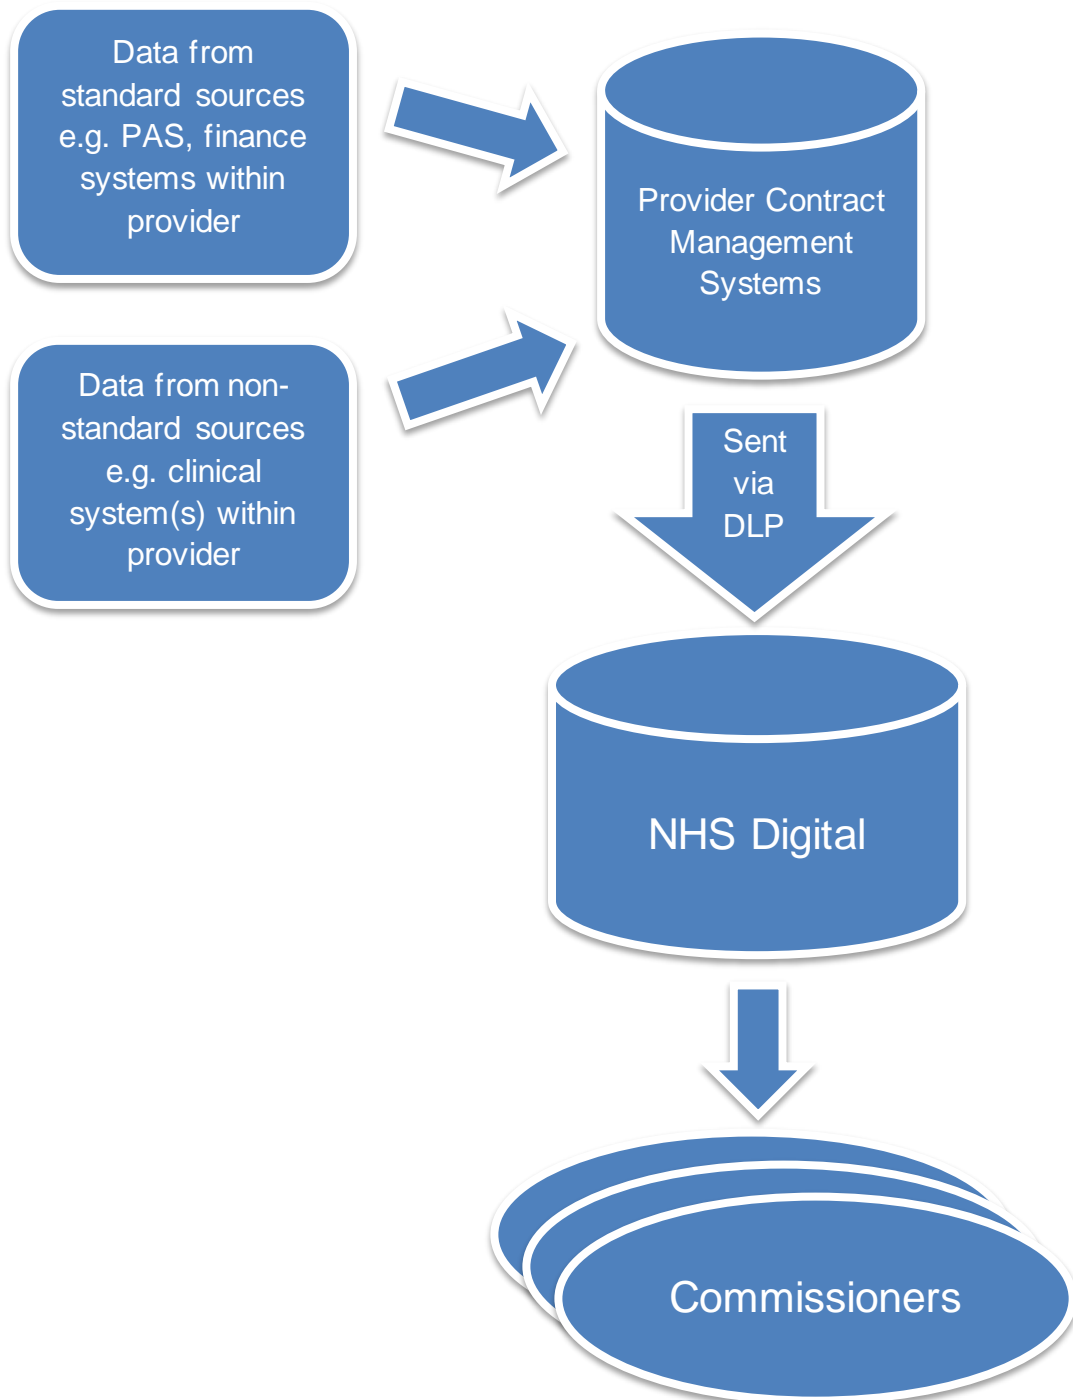 Data from
standard sources
e.g. PAS, finance
systems within
provider
Provider Contract
Management
Systems
Data from non-
standard sources
e.g. clinical
system(s) within
provider
Sent
via
DLP
NHS Digital
Commissioners